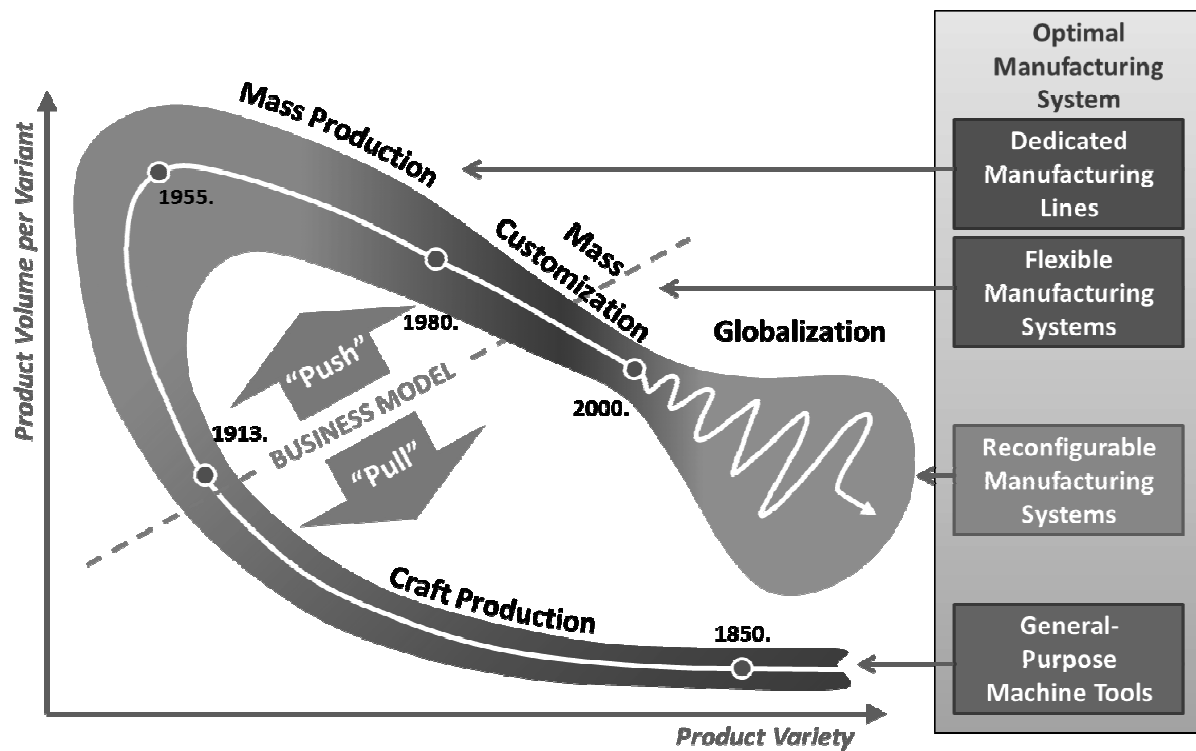 Optimal
Manufacturing
System
Dedicated
Manufacturing
Lines
Flexible
Manufacturing
Systems
Reconfigurable
Manufacturing
Systems
General-
Purpose
Machine Tools
Product Volume per Variant
Mass Production
Mass
Customization
Globalization
1955.
1980.
2000.
1913.
"Push"
BUSINESS MODEL
"Pull"
Craft Production
1850.
Product Variety